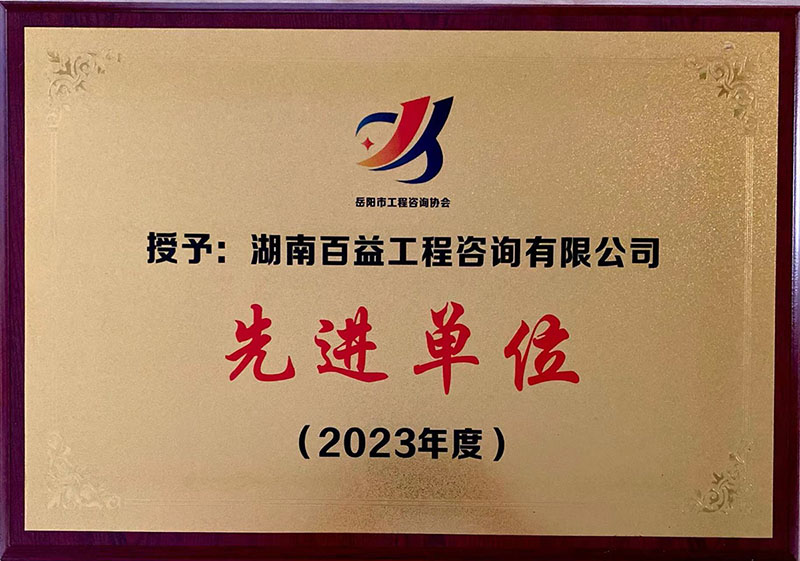 岳阳市工程咨询协会
授予：湖南百益工程咨询有限公司
先进单位
（2023年度）